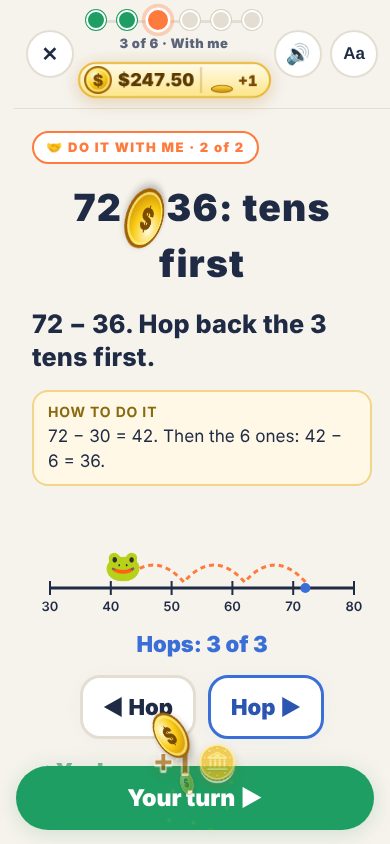 3 of 6 · With me
✕
$ $247.50 +1
Aa
DO IT WITH ME · 2 of 2
72 $ 36: tens
first
72 − 36. Hop back the 3
tens first.
HOW TO DO IT
72 − 30 = 42. Then the 6 ones: 42 −
6 = 36.
30 40 50 60 70 80
Hops: 3 of 3
◀ Hop Hop ▶
$
+1
Your turn ▶